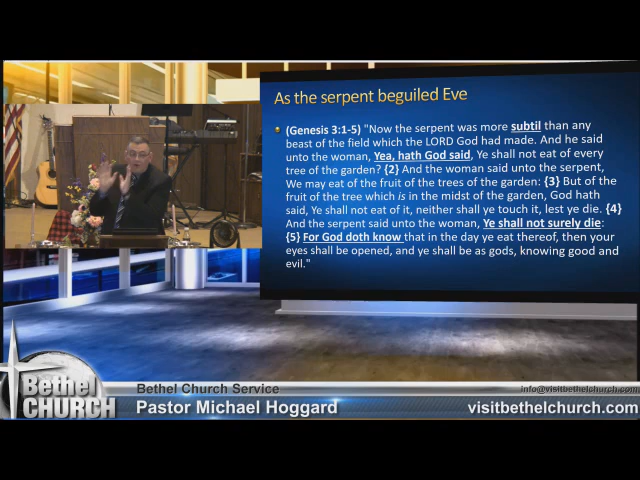 As the serpent beguiled Eve
(Genesis 3:1-5) "Now the serpent was more subtil than any
beast of the field which the LORD God had made. And he said
unto the woman, Yea, hath God said, Ye shall not eat of every
tree of the garden? {2} And the woman said unto the serpent,
We may eat of the fruit of the trees of the garden: {3} But of
the fruit of the tree which is in the midst of the garden, God hath
said, Ye shall not eat of it, neither shall ye touch it, lest ye die. {4}
And the serpent said unto the woman, Ye shall not surely die:
{5} For God doth know that in the day ye eat thereof, then your
eyes shall be opened, and ye shall be as gods, knowing good and
evil."
Bethel
CHURCH
Bethel Church Service
info@visitbethelchurch.com
Pastor Michael Hoggard
visitbethelchurch.com